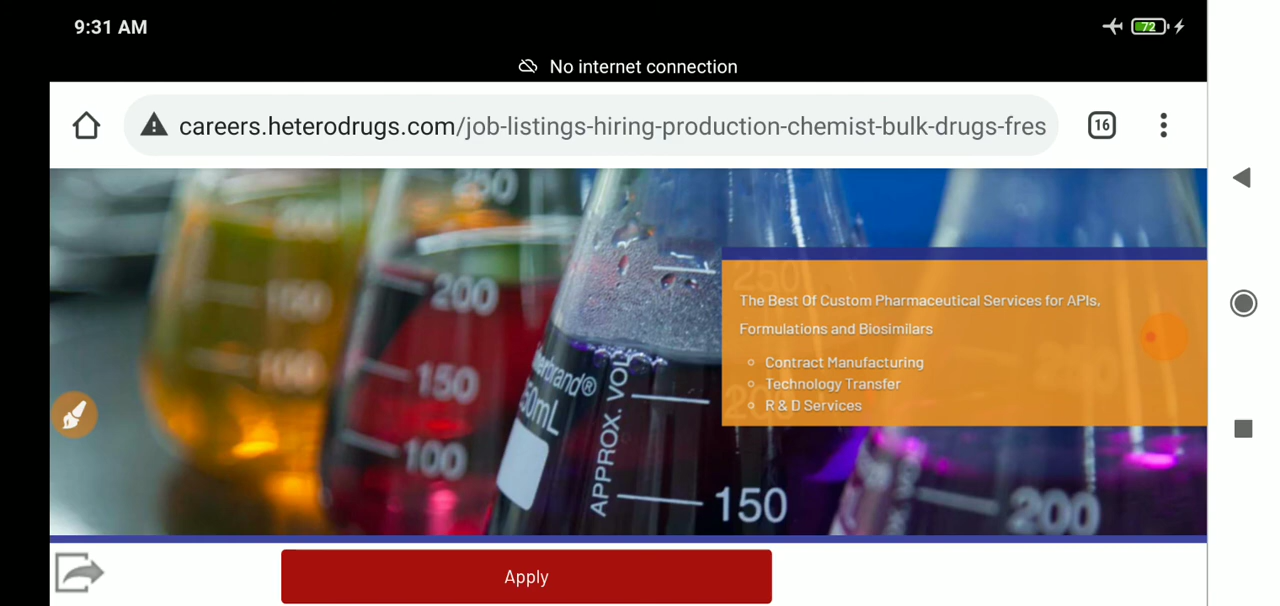 9:31 AM
72
No internet connection
careers.heterodrugs.com/job-listings-hiring-production-chemist-bulk-drugs-fres
16
250
200
150
100
The Best Of Custom Pharmaceutical Services for APIs,
Formulations and Biosimilars
Contract Manufacturing
Technology Transfer
R & D Services
APPROX. VOL
150
200
Apply